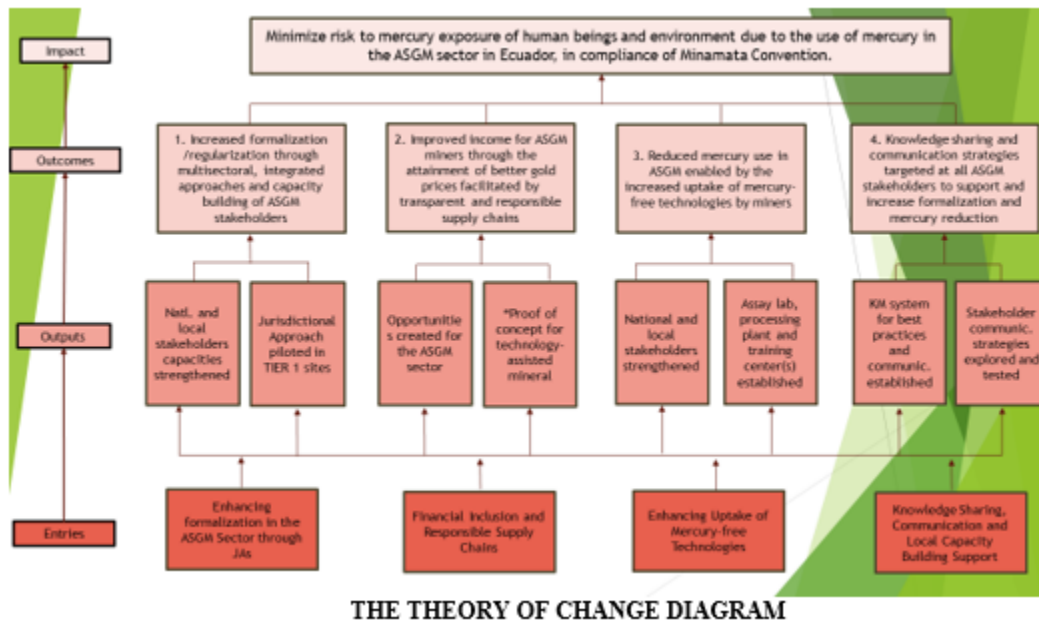 Impact
Minimize risk to mercury exposure of human beings and environment due to the use of mercury in
the ASGM sector in Ecuador, in compliance of Minamata Convention.
Outcomes
1. Increased formalization
/regularization through
multisectoral, integrated
approaches and capacity
building of ASGM
stakeholders
2. Improved income for ASGM
miners through the
attainment of better gold
prices facilitated by
transparent and responsible
supply chains
3. Reduced mercury use in
ASGM enabled by the
increased uptake of mercury-
free technologies by miners
4. Knowledge sharing and
communication strategies
targeted at all ASGM
stakeholders to support and
increase formalization and
mercury reduction
Outputs
Natl. and
local
stakeholders
capacities
strengthened
Jurisdictional
Approach
piloted in
TIER 1 sites
Opportunitie
s created for
the ASGM
sector
*Proof of
concept for
technology-
assisted
mineral
National and
local
stakeholders
strengthened
Assay lab,
processing
plant and
training
center(s)
established
KM system
for best
practices
and
communic.
established
Stakeholder
communic.
strategies
explored and
tested
Entries
Enhancing
formalization in the
ASGM Sector through
JAs
Financial Inclusion and
Responsible Supply
Chains
Enhancing Uptake of
Mercury-free
Technologies
Knowledge Sharing,
Communication and
Local Capacity
Building Support
THE THEORY OF CHANGE DIAGRAM